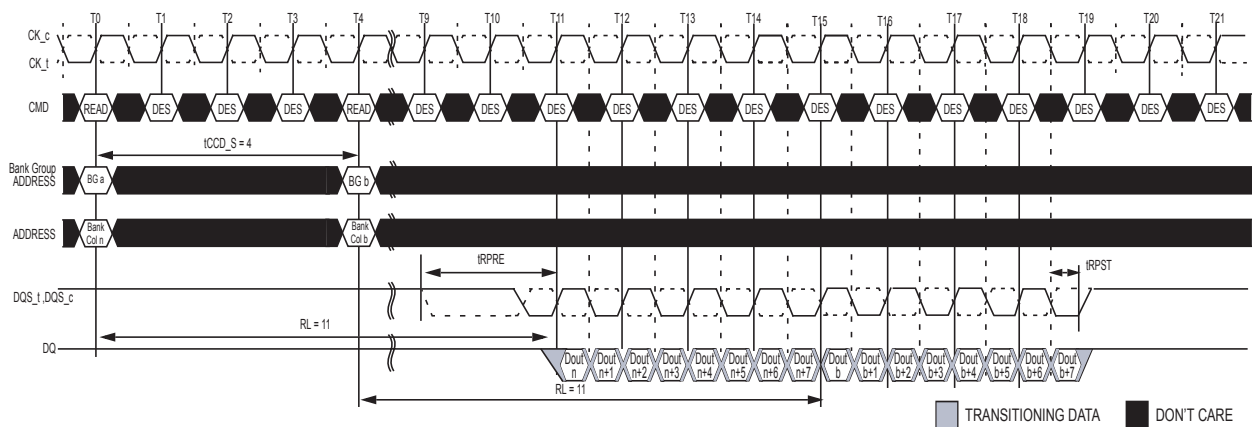 T0 T1 T2 T3 T4 T9 T10 T11 T12 T13 T14 T15 T16 T17 T18 T19 T20 T21
CK_c
CK_t
CMD READ DES DES DES READ DES DES DES DES DES DES DES DES DES DES DES DES DES
tCCD_S = 4
Bank Group
ADDRESS BG a BG b
ADDRESS Bank
Col n Bank
Col b
tRPRE tRPST
DQS_t ,DQS_c
RL = 11
DQ
Dout
n Dout
n+1 Dout
n+2 Dout
n+3 Dout
n+4 Dout
n+5 Dout
n+6 Dout
n+7 Dout
b Dout
b+1 Dout
b+2 Dout
b+3 Dout
b+4 Dout
b+5 Dout
b+6 Dout
b+7
RL = 11
TRANSITIONING DATA DON'T CARE